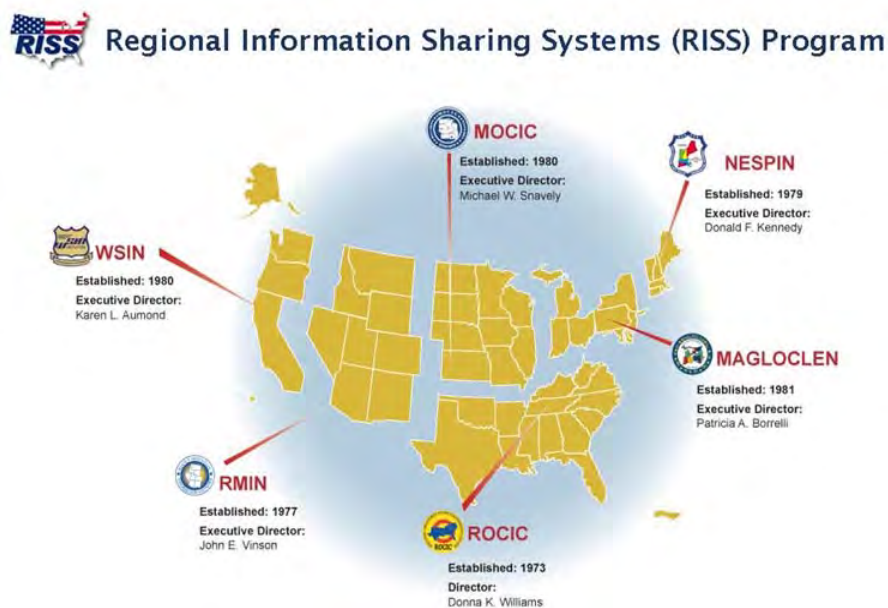 RISS
Regional Information Sharing Systems (RISS) Program
MOCIC
Established: 1980
Executive Director:
Michael W. Snavely
NESPIN
Established: 1979
Executive Director:
Donald F. Kennedy
WSIN
Established: 1980
Executive Director:
Karen L. Aumond
MAGLOCLEN
Established: 1981
Executive Director:
Patricia A. Borrelli
RMIN
Established: 1977
Executive Director:
John E. Vinson
ROCIC
ROCIC
Established: 1973
Director:
Donna K. Williams